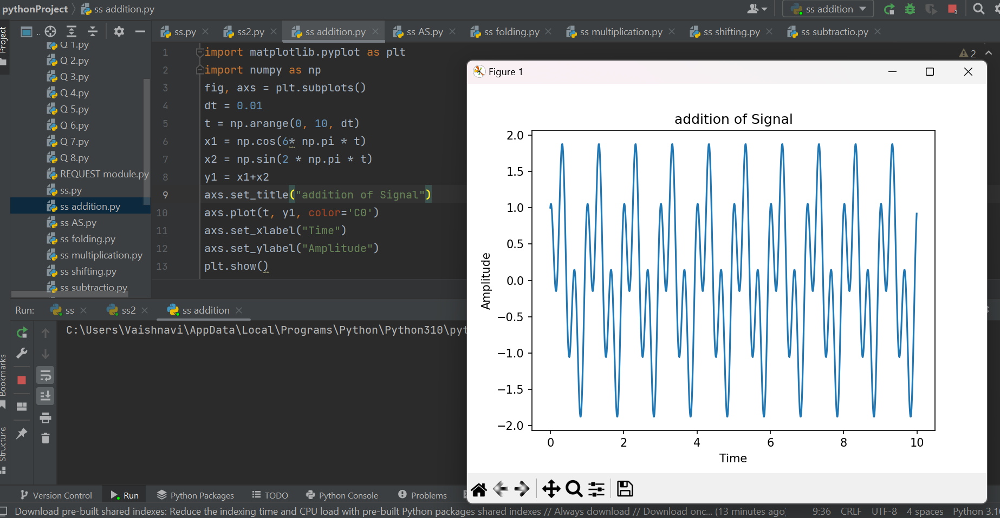 pythonProject ss addition.py
ss addition
Project
ss.py ss2.py ss addition.py ss AS.py ss folding.py ss multiplication.py ss shifting.py ss subtractio.py
Q 1.py
Q 2.py
Q 3.py
Q 4.py
Q 5.py
Q 6.py
Q 7.py
Q 8.py
REQUEST module.py
ss.py
ss addition.py
ss AS.py
ss folding.py
ss multiplication.py
ss shifting.py
ss subtractio.py
1 import matplotlib.pyplot as plt
2 import numpy as np
3 fig, axs = plt.subplots()
4 dt = 0.01
5 t = np.arange(0, 10, dt)
6 x1 = np.cos(6* np.pi * t)
7 x2 = np.sin(2 * np.pi * t)
8 y1 = x1+x2
9 axs.set_title("addition of Signal")
10 axs.plot(t, y1, color='C0')
11 axs.set_xlabel("Time")
12 axs.set_ylabel("Amplitude")
13 plt.show()
2
Figure 1
addition of Signal
2.0
1.5
1.0
0.5
0.0
−0.5
−1.0
−1.5
−2.0
Amplitude
0 2 4 6 8 10
Time
Run: ss ss2 ss addition
C:\Users\Vaishnavi\AppData\Local\Programs\Python\Python310\pyt
Bookmarks
Structure
Version Control Run Python Packages TODO Python Console Problems
Download pre-built shared indexes: Reduce the indexing time and CPU load with pre-built Python packages shared indexes // Always download // Download onc... (13 minutes ago) 9:36 CRLF UTF-8 4 spaces Python 3.10